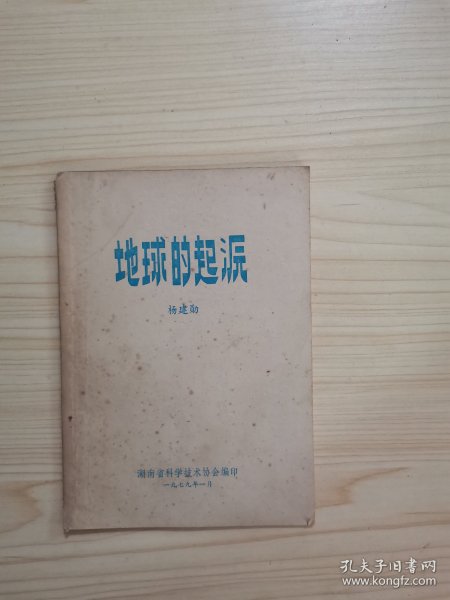 地球的起源
杨建勋
湖南省科学技术协会编印
一九七九年一月
孔夫子旧书网
www.kongfz.com